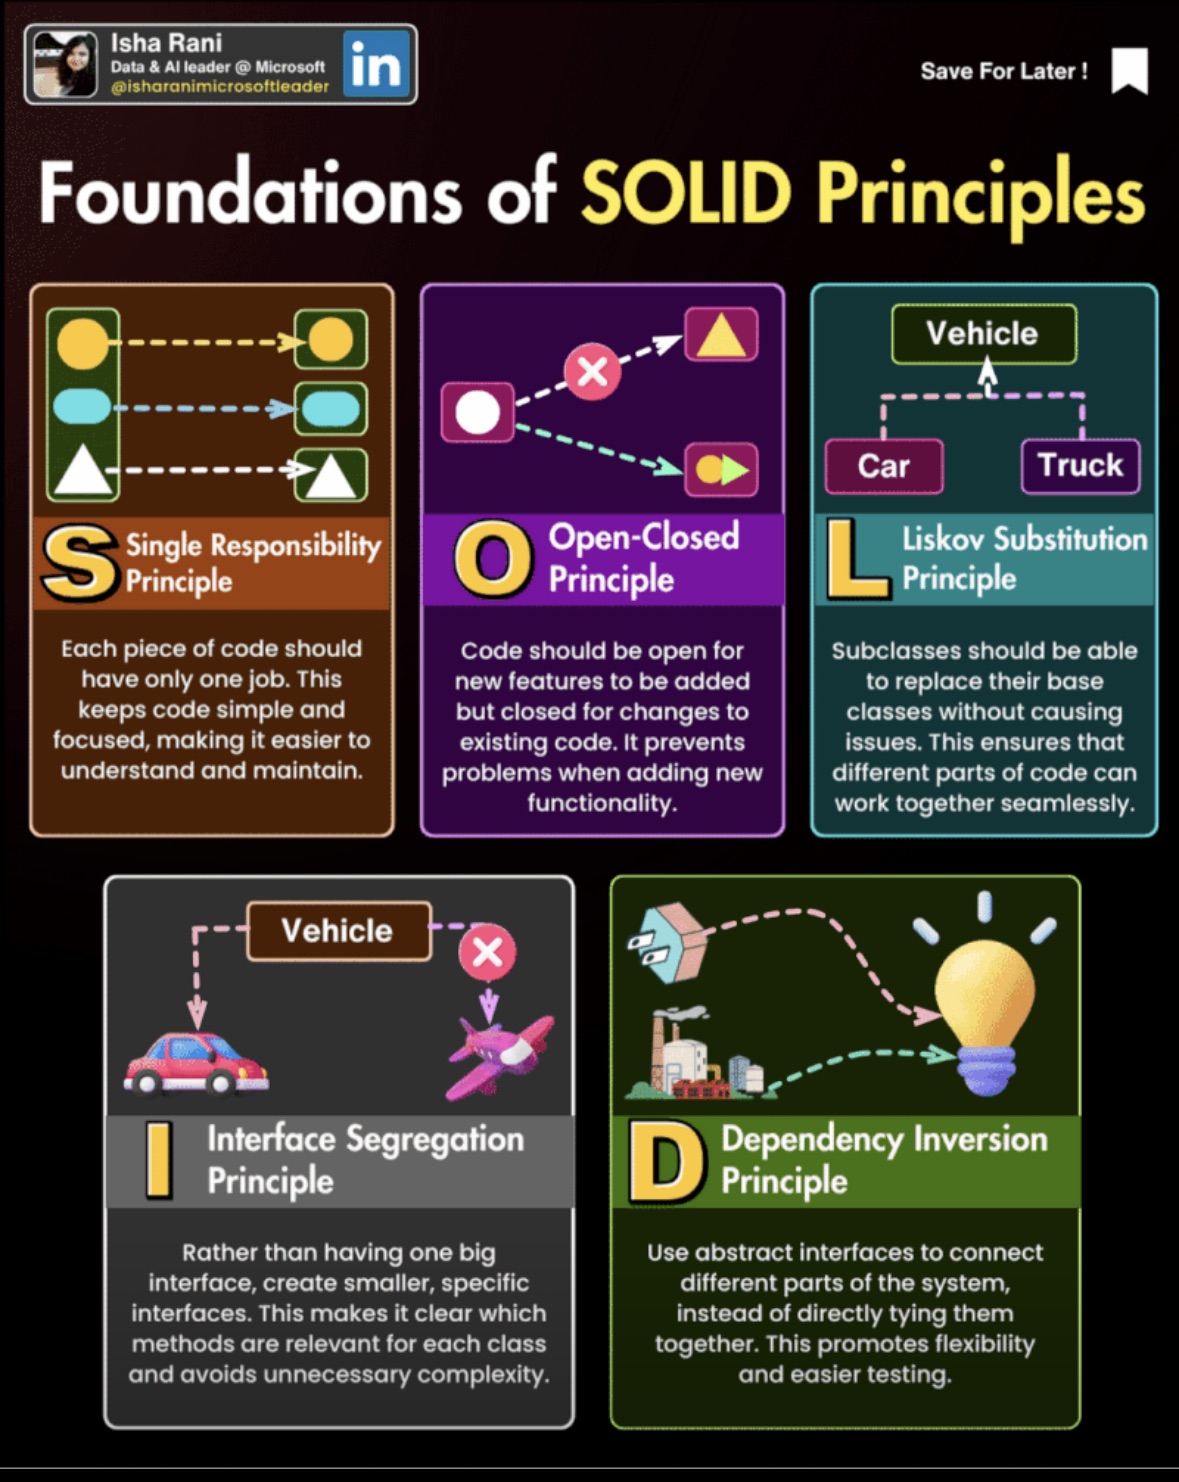 Isha Rani
Data & AI leader @ Microsoft
@isharanimicrosoftleader
in
Save For Later !
Foundations of SOLID Principles
S
Single Responsibility
Principle
Each piece of code should
have only one job. This
keeps code simple and
focused, making it easier to
understand and maintain.
O
Open-Closed
Principle
Code should be open for
new features to be added
but closed for changes to
existing code. It prevents
problems when adding new
functionality.
Vehicle
Car
Truck
L
Liskov Substitution
Principle
Subclasses should be able
to replace their base
classes without causing
issues. This ensures that
different parts of code can
work together seamlessly.
Vehicle
I
Interface Segregation
Principle
Rather than having one big
interface, create smaller, specific
interfaces. This makes it clear which
methods are relevant for each class
and avoids unnecessary complexity.
D
Dependency Inversion
Principle
Use abstract interfaces to connect
different parts of the system,
instead of directly tying them
together. This promotes flexibility
and easier testing.